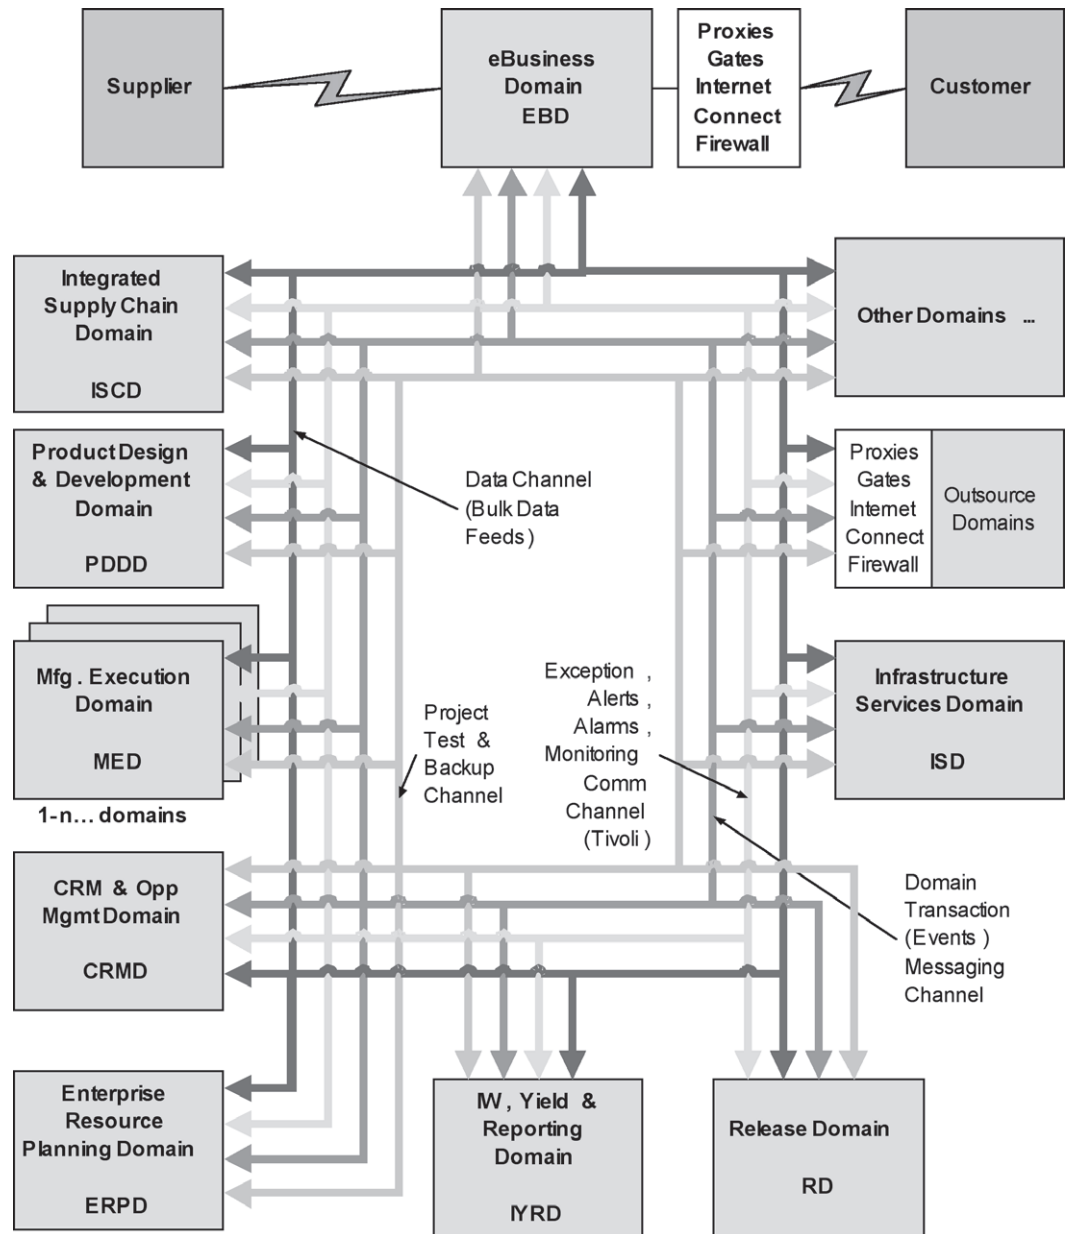 Supplier
eBusiness
Domain
EBD
Proxies
Gates
Internet
Connect
Firewall
Customer
Integrated
Supply Chain
Domain
ISCD
Other Domains ...
Product Design
& Development
Domain
PDDD
Data Channel
(Bulk Data
Feeds)
Proxies
Gates
Internet
Connect
Firewall
Outsource
Domains
Mfg . Execution
Domain
MED
1-n... domains
Project
Test &
Backup
Channel
Exception ,
Alerts ,
Alarms ,
Monitoring
Comm
Channel
(Tivoli )
Infrastructure
Services Domain
ISD
CRM & Opp
Mgmt Domain
CRMD
Domain
Transaction
(Events )
Messaging
Channel
Enterprise
Resource
Planning Domain
ERPD
IW , Yield &
Reporting
Domain
IYRD
Release Domain
RD